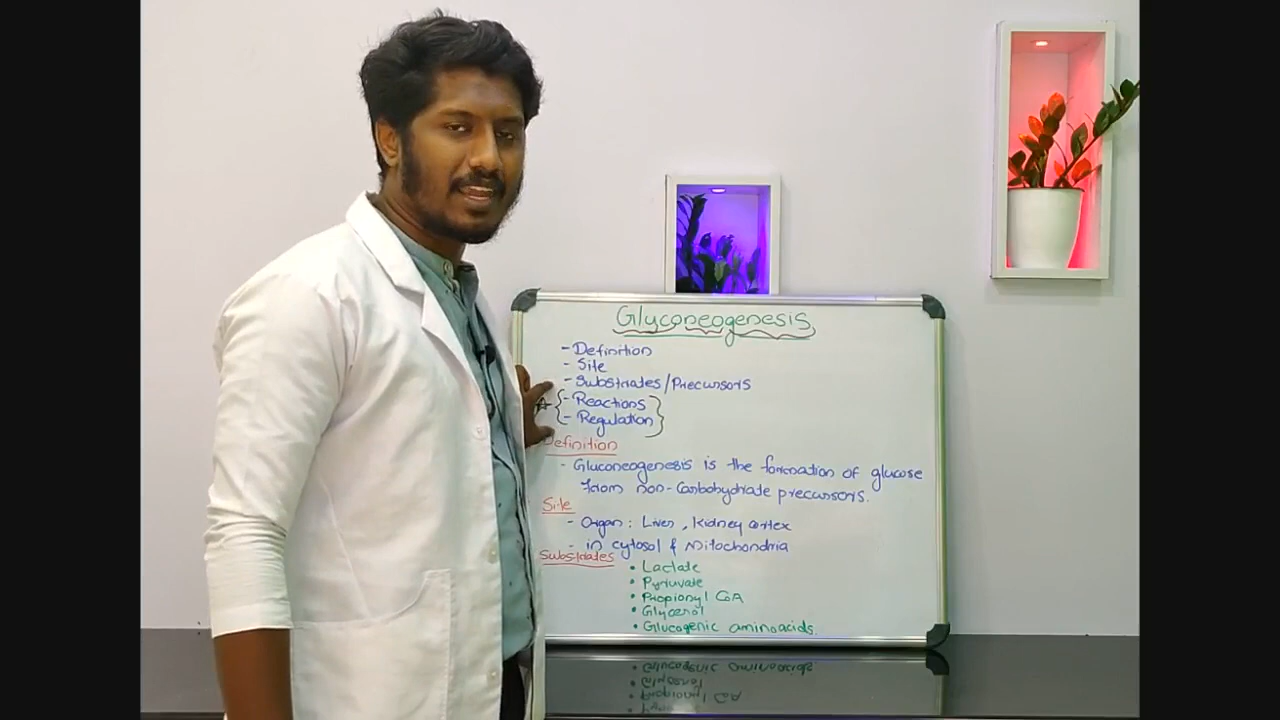 Glyconeogenesis
- Definition
- Site
- Substrates/Precursors
- Reactions
- Regulation
Definition
- Gluconeogenesis is the formation of glucose
from non-Carbohydrate precursors.
Site
- Organ: Liver, Kidney cortex
- in cytosol & Mitochondria
Substrates
• Lactate
• Pyruvate
• Propionyl CoA
• Glycerol
• Glucogenic aminoacids.